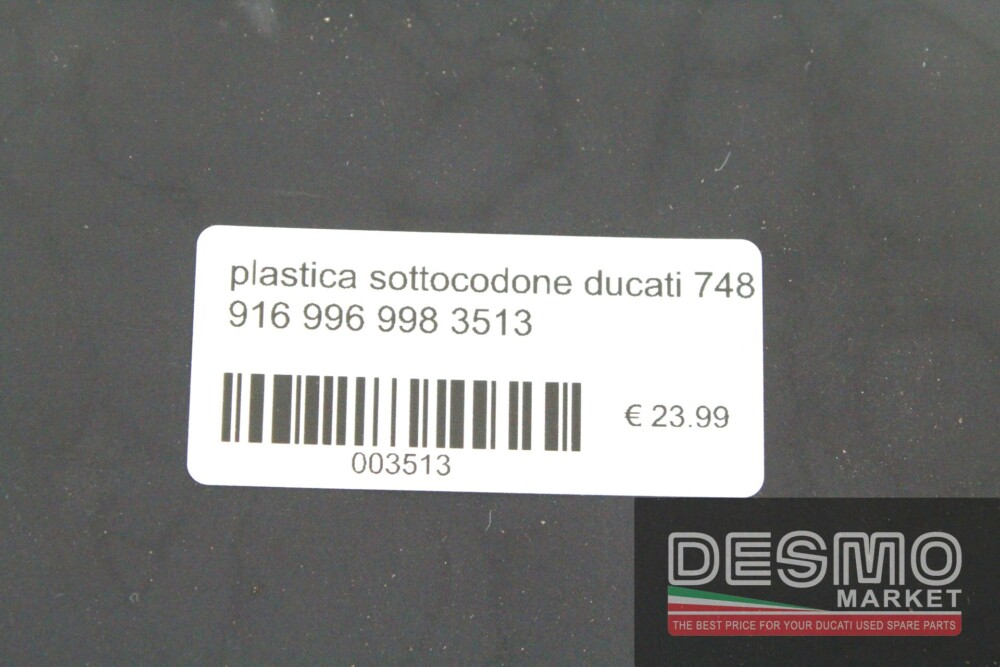 plastica sottocodone ducati 748
916 996 998 3513
€ 23.99
003513
DESMO
MARKET
THE BEST PRICE FOR YOUR DUCATI USED SPARE PARTS